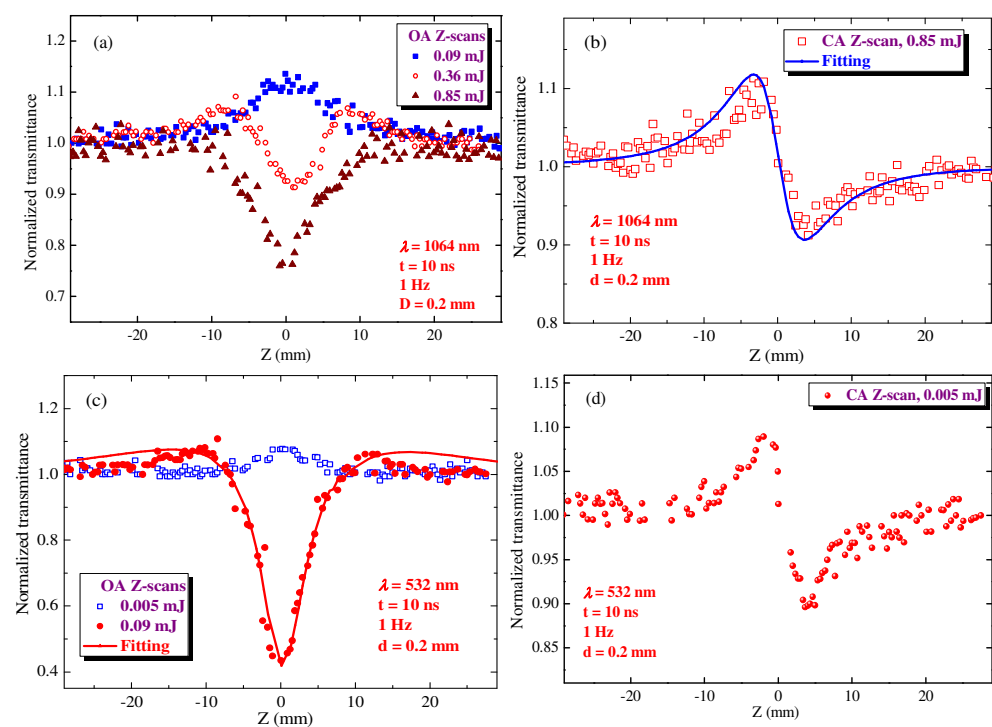 (a)
OA Z-scans
0.09 mJ
0.36 mJ
0.85 mJ
λ = 1064 nm
t = 10 ns
1 Hz
D = 0.2 mm
Normalized transmittance
1.2
1.1
1.0
0.9
0.8
0.7
-20
-10
0
10
20
Z (mm)
(b)
CA Z-scan, 0.85 mJ
Fitting
λ = 1064 nm
t = 10 ns
1 Hz
d = 0.2 mm
Normalized transmittance
1.1
1.0
0.9
0.8
-20
-10
0
10
20
Z (mm)
(c)
OA Z-scans
0.005 mJ
0.09 mJ
Fitting
λ = 532 nm
t = 10 ns
1 Hz
d = 0.2 mm
Normalized transmittance
1.2
1.0
0.8
0.6
0.4
-20
-10
0
10
20
Z (mm)
(d)
CA Z-scan, 0.005 mJ
λ = 532 nm
t = 10 ns
1 Hz
d = 0.2 mm
Normalized transmittance
1.15
1.10
1.05
1.00
0.95
0.90
0.85
-20
-10
0
10
20
Z (mm)